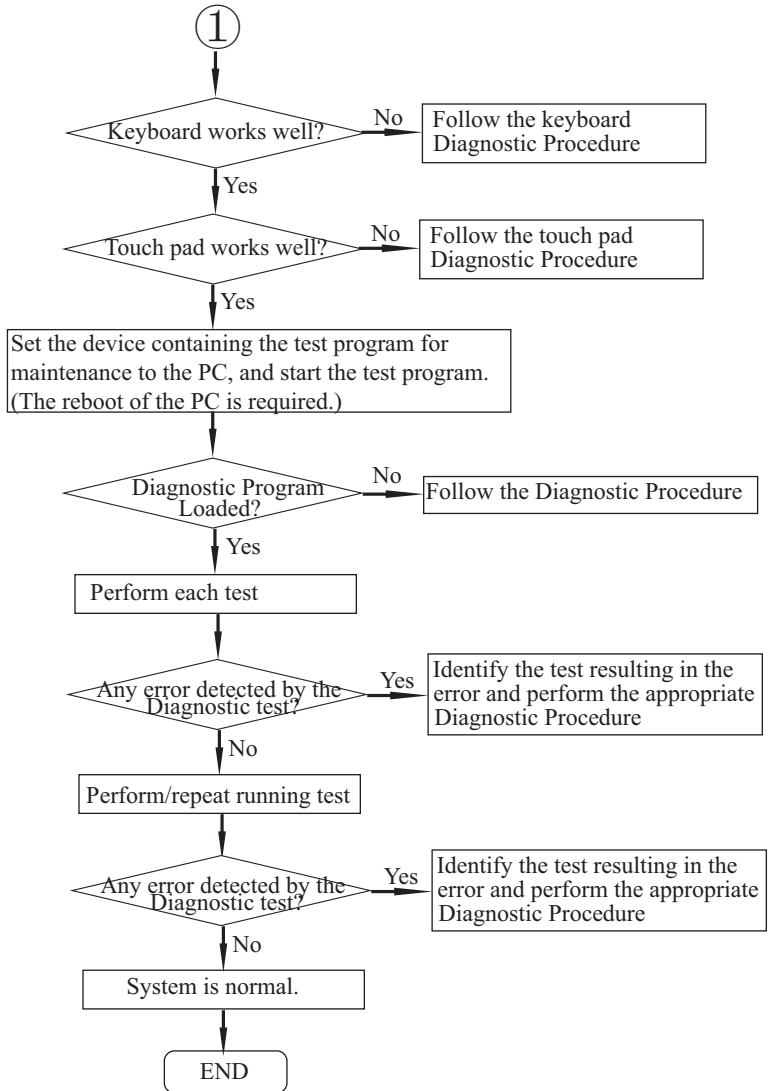 ①
Keyboard works well?
No
Follow the keyboard
Diagnostic Procedure
Yes
Touch pad works well?
No
Follow the touch pad
Diagnostic Procedure
Yes
Set the device containing the test program for
maintenance to the PC, and start the test program.
(The reboot of the PC is required.)
Diagnostic Program
Loaded?
No
Follow the Diagnostic Procedure
Yes
Perform each test
Any error detected by the
Diagnostic test?
Yes
Identify the test resulting in the
error and perform the appropriate
Diagnostic Procedure
No
Perform/repeat running test
Any error detected by the
Diagnostic test?
Yes
Identify the test resulting in the
error and perform the appropriate
Diagnostic Procedure
No
System is normal.
END